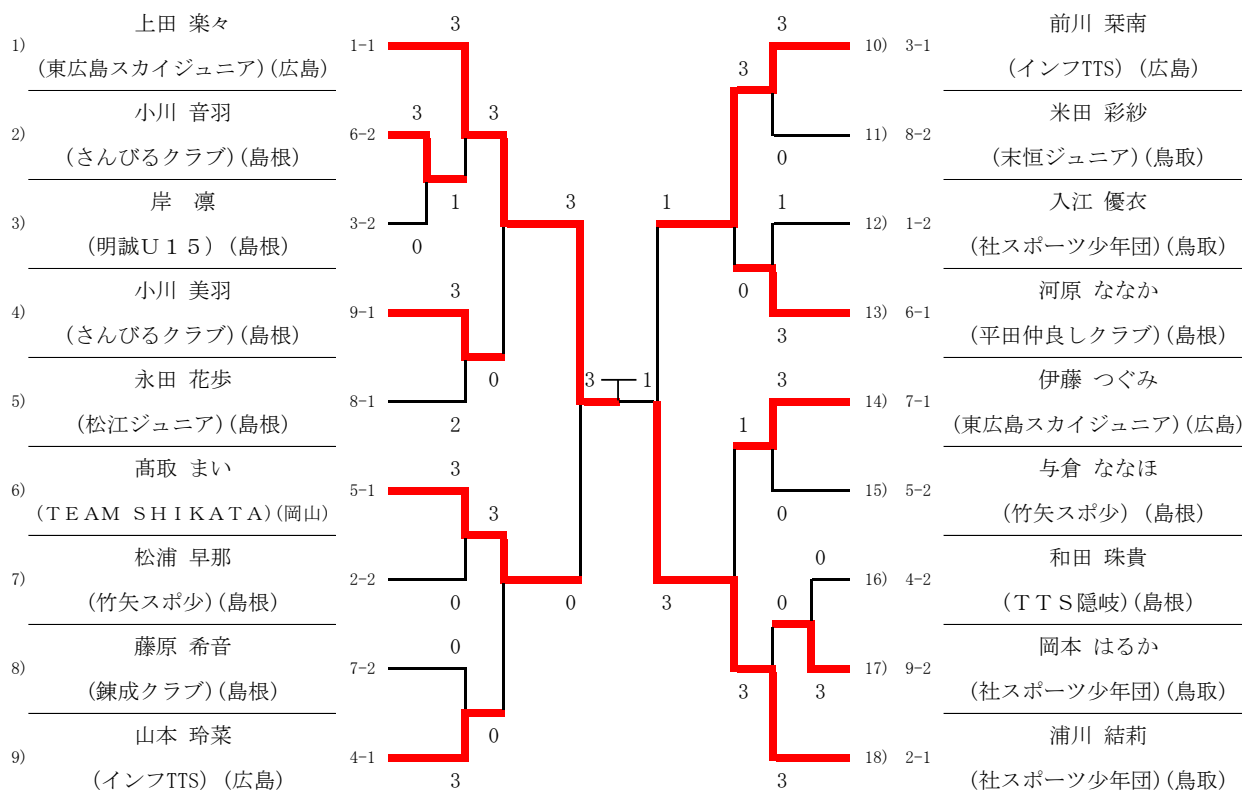 1)
上田 楽々
(東広島スカイジュニア)(広島)
1-1
3
2)
小川 音羽
(さんびるクラブ)(島根)
6-2
3
3
3)
岸 凛
(明誠U15) (島根)
3-2
0
1
4)
小川 美羽
(さんびるクラブ)(島根)
9-1
3
3
5)
永田 花歩
(松江ジュニア)(島根)
8-1
2
0
6)
髙取 まい
(TEAM SHIKATA)(岡山)
5-1
3
3
7)
松浦 早那
(竹矢スポ少)(島根)
2-2
0
0
8)
藤原 希音
(錬成クラブ)(島根)
7-2
0
9)
山本 玲菜
(インフTTS) (広島)
4-1
3
0
3
1
3
10) 3-1
前川 栞南
(インフTTS) (広島)
3
11) 8-2
米田 彩紗
(末恒ジュニア)(鳥取)
0
1
12) 1-2
入江 優衣
(社スポーツ少年団)(鳥取)
1
0
13) 6-1
河原 ななか
(平田仲良しクラブ)(島根)
3
3
14) 7-1
伊藤 つぐみ
(東広島スカイジュニア)(広島)
1
15) 5-2
与倉 ななほ
(竹矢スポ少) (島根)
0
0
16) 4-2
和田 珠貴
(TTS隠岐)(島根)
3
0
17) 9-2
岡本 はるか
(社スポーツ少年団)(鳥取)
3
3
18) 2-1
浦川 結莉
(社スポーツ少年団)(鳥取)
3